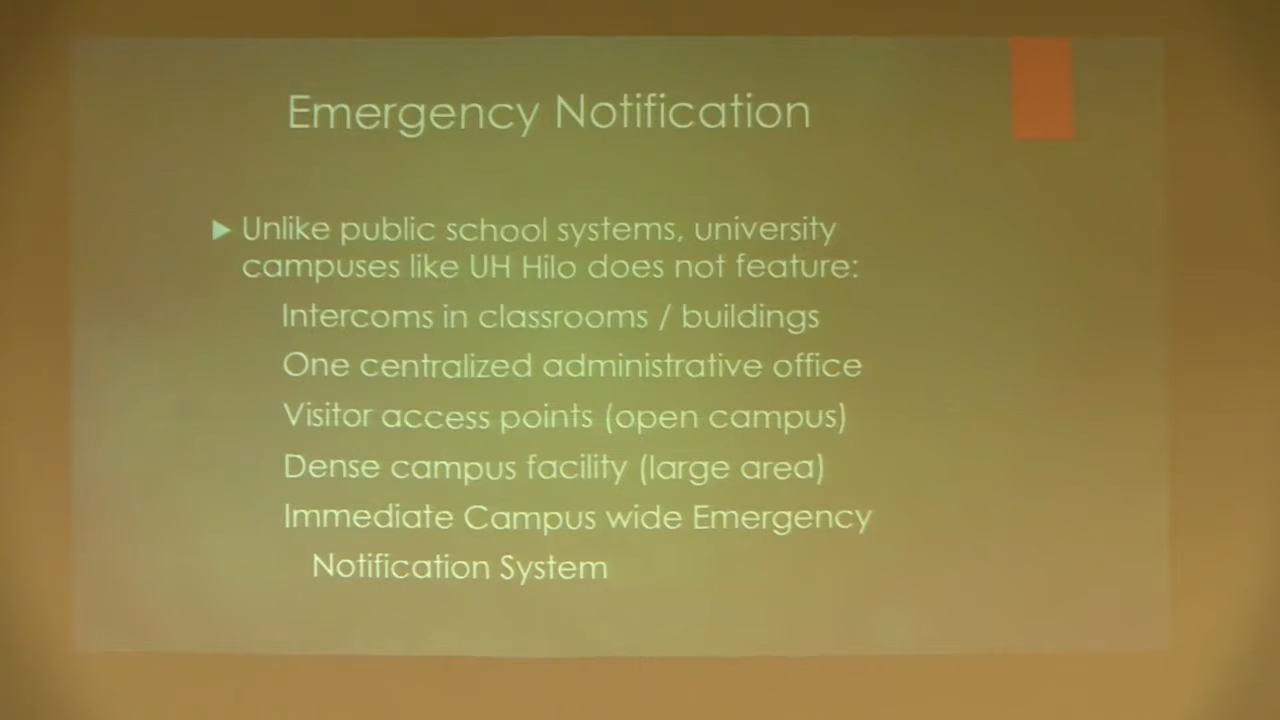 Emergency Notification
Unlike public school systems, university
campuses like UH Hilo does not feature:
Intercoms in classrooms / buildings
One centralized administrative office
Visitor access points (open campus)
Dense campus facility (large area)
Immediate Campus wide Emergency
Notification System